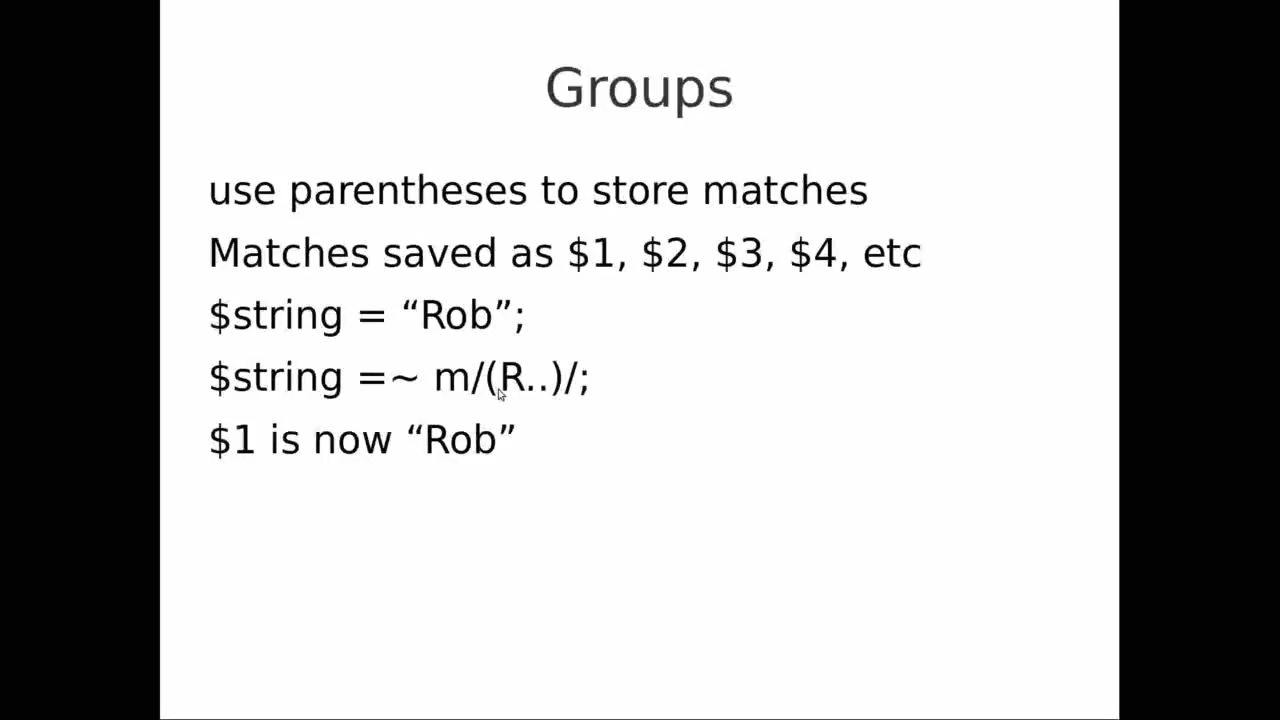 Groups
use parentheses to store matches
Matches saved as $1, $2, $3, $4, etc
$string = “Rob”;
$string =~ m/(R..)/;
$1 is now “Rob”